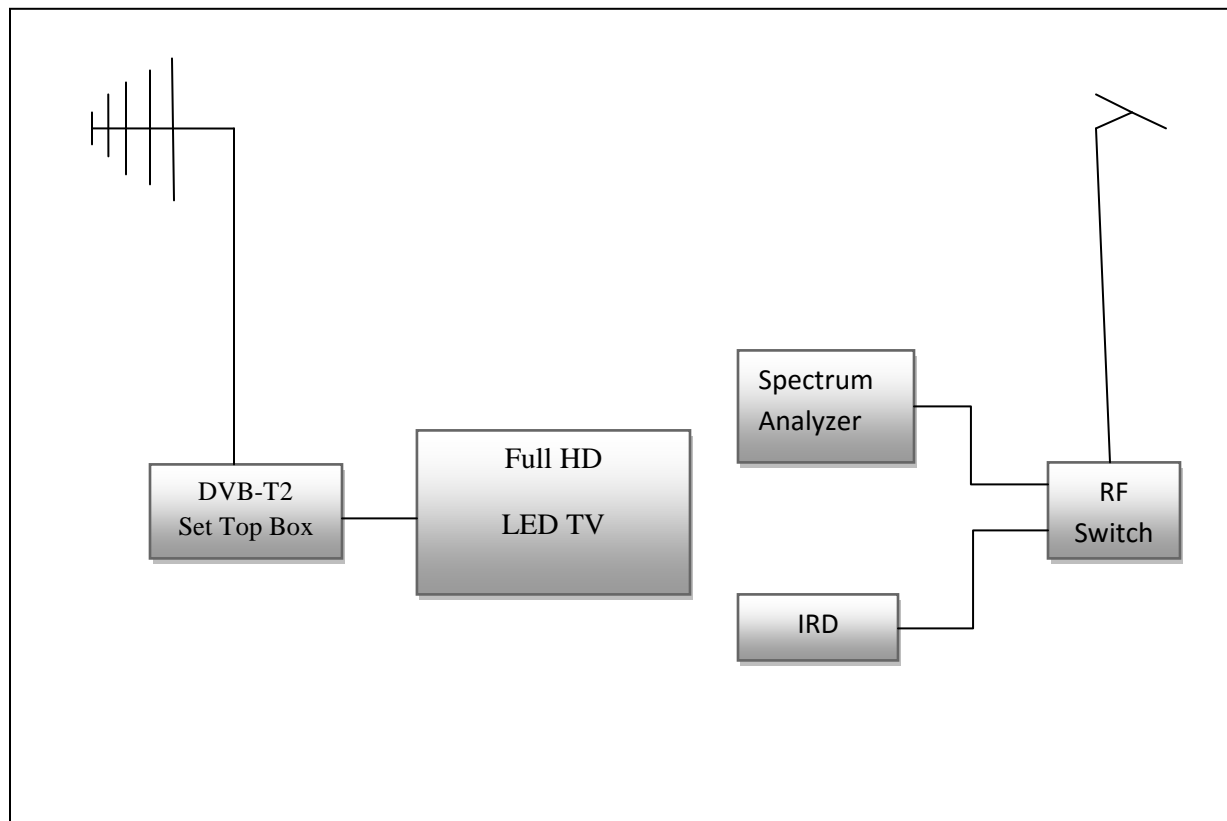 Spectrum
Analyzer
Full HD
LED TV
DVB-T2
Set Top Box
RF
Switch
IRD